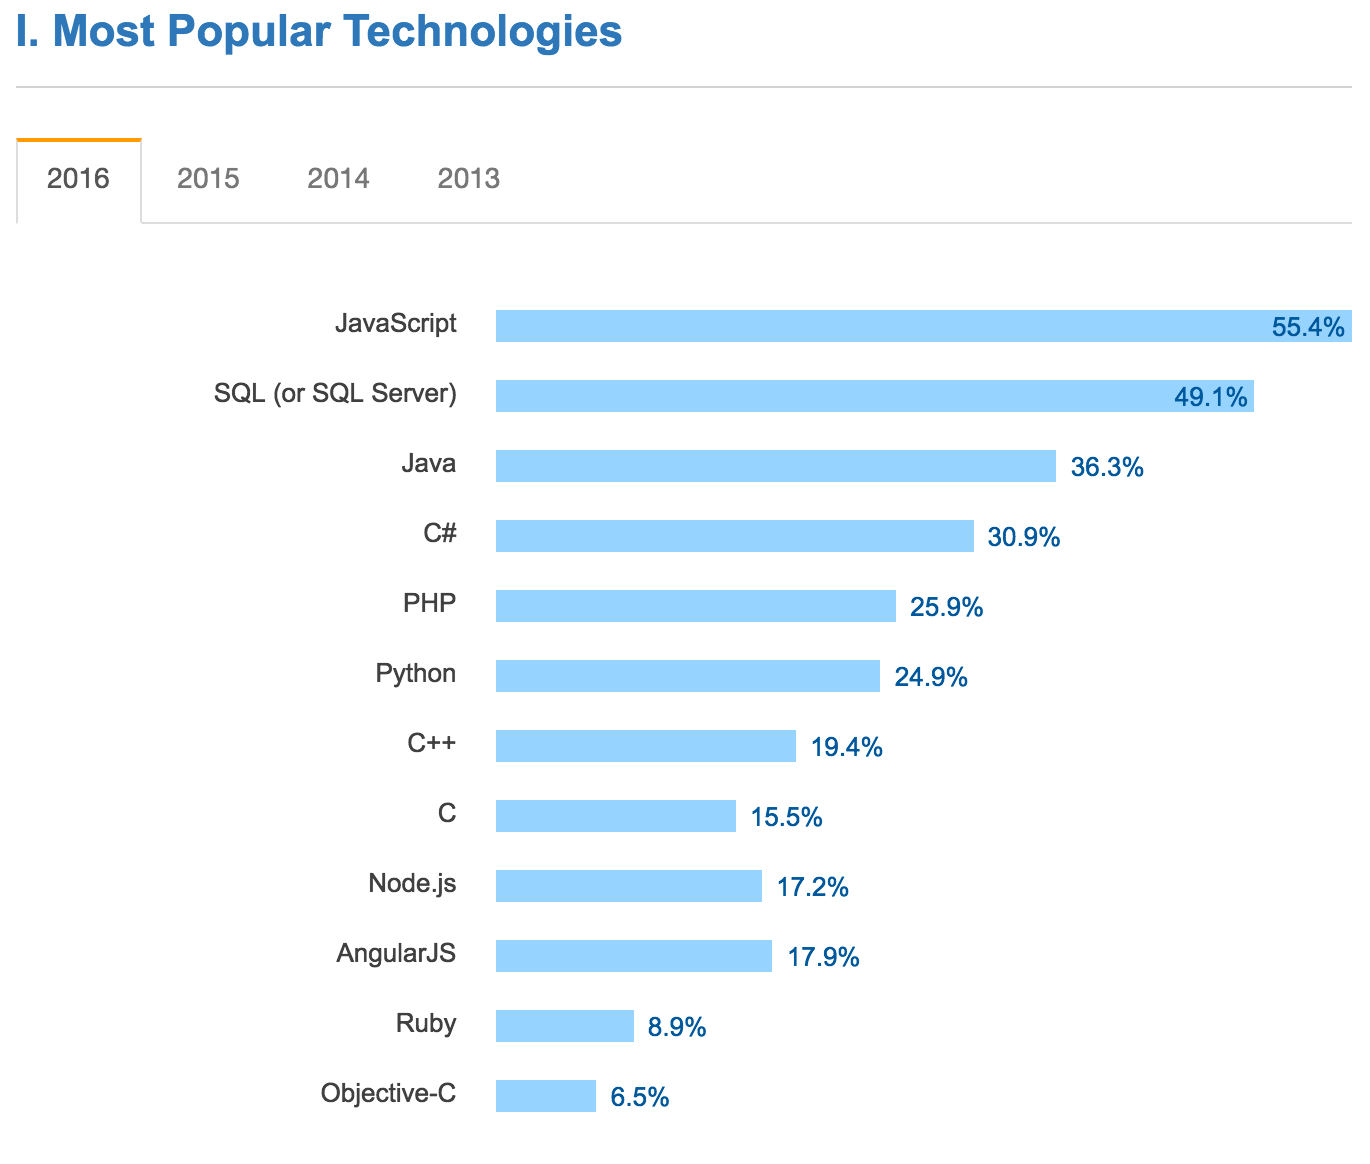 I. Most Popular Technologies
2016 2015 2014 2013
JavaScript 55.4%
SQL (or SQL Server) 49.1%
Java 36.3%
C# 30.9%
PHP 25.9%
Python 24.9%
C++ 19.4%
C 15.5%
Node.js 17.2%
AngularJS 17.9%
Ruby 8.9%
Objective-C 6.5%